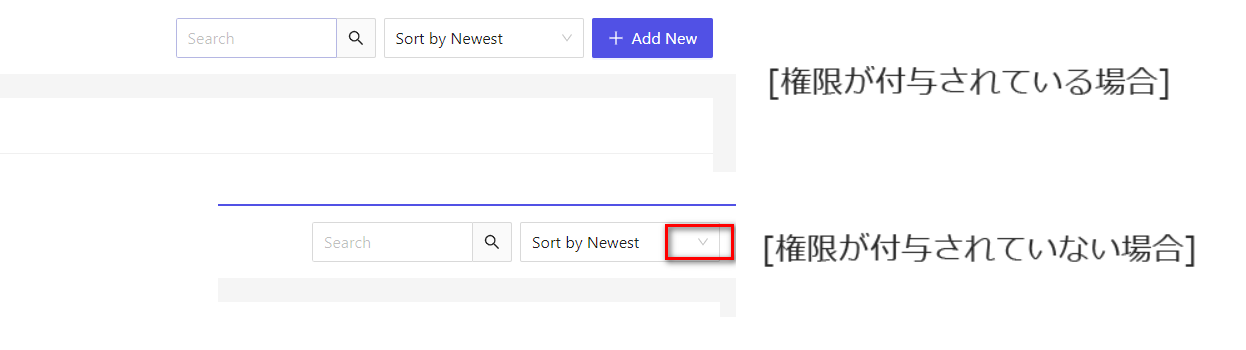 Search
Sort by Newest
+ Add New
[権限が付与されている場合]
Search
Sort by Newest
[権限が付与されていない場合]